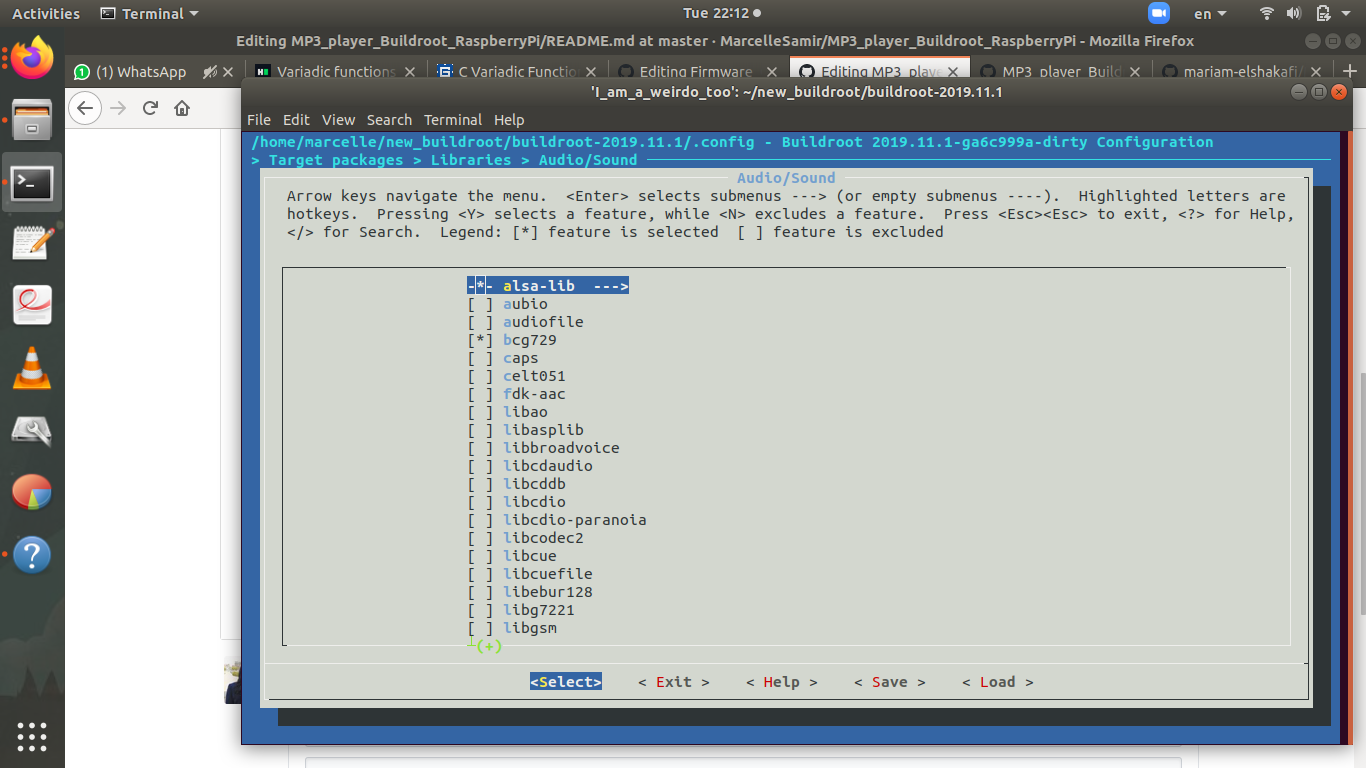 Activities Terminal Tue 22:12 en
Editing MP3_player_Buildroot_RaspberryPi/README.md at master · MarcelleSamir/MP3_player_Buildroot_RaspberryPi - Mozilla Firefox
(1) WhatsApp Variadic functions C Variadic Functio Editing Firmware Editing MP3_playe MP3_player_Build mariam-elshakafi/
'I_am_a_weirdo_too': ~/new_buildroot/buildroot-2019.11.1
File Edit View Search Terminal Help
/home/marcelle/new_buildroot/buildroot-2019.11.1/.config - Buildroot 2019.11.1-ga6c999a-dirty Configuration
> Target packages > Libraries > Audio/Sound
Audio/Sound
Arrow keys navigate the menu. <Enter> selects submenus ---> (or empty submenus ----). Highlighted letters are
hotkeys. Pressing <Y> selects a feature, while <N> excludes a feature. Press <Esc><Esc> to exit, <?> for Help,
</> for Search. Legend: [*] feature is selected [ ] feature is excluded
-*- alsa-lib --->
[ ] aubio
[ ] audiofile
[*] bcg729
[ ] caps
[ ] celt051
[ ] fdk-aac
[ ] libao
[ ] libasplib
[ ] libbroadvoice
[ ] libcdaudio
[ ] libcddb
[ ] libcdio
[ ] libcdio-paranoia
[ ] libcodec2
[ ] libcue
[ ] libcuefile
[ ] libebur128
[ ] libg7221
[ ] libgsm
(+)
<Select> < Exit > < Help > < Save > < Load >